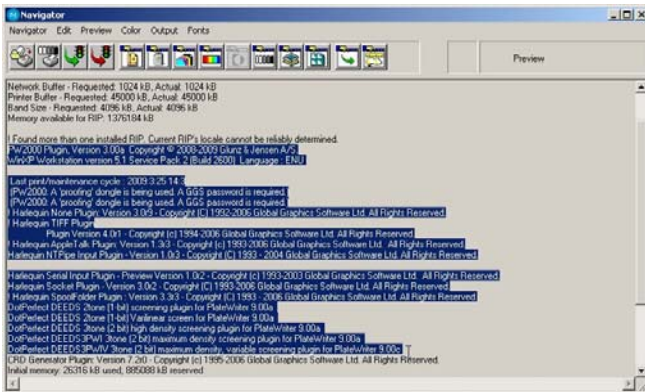 Navigator
Navigator Edit Preview Color Output Fonts
Preview
Network Buffer - Requested: 1024 kB, Actual: 1024 kB
Printer Buffer - Requested: 45000 kB, Actual: 45000 kB
Band Size - Requested: 4096 kB, Actual: 4096 kB
Memory available for RIP: 1376184 kB
! Found more than one installed RIP. Current RIP's locale cannot be reliably determined.
PW2000 Plugin, Version 3.00a Copyright © 2008-2009 Glunz & Jensen A/S
WinXP Workstation version 5.1 Service Pack 2 (Build 2600) Language : ENU
Last print/maintenance cycle : 2009:3:25 14:3
(PW2000: A 'proofing' dongle is being used. A GGS password is required.
(PW2000: A 'proofing' dongle is being used. A GGS password is required.
! Harlequin None Plugin: Version 3.0r9 - Copyright (C) 1992-2006 Global Graphics Software Ltd. All Rights Reserved.
! Harlequin TIFF Plugin
Plugin Version 4.0r1 - Copyright (c) 1994-2006 Global Graphics Software Ltd. All Rights Reserved.
! Harlequin AppleTalk Plugin: Version 1.3r3 - Copyright (c) 1993-2006 Global Graphics Software Ltd. All Rights Reserved.
Harlequin NTPipe Input Plugin - Version 1.0r3 - Copyright (C) 1993 - 2004 Global Graphics Software Ltd. All Rights Reserved.
Harlequin Serial Input Plugin - Preview Version 1.0r2 - Copyright (c) 1993-2003 Global Graphics Software Ltd. All Rights Reserved.
Harlequin Socket Plugin - Version 3.0r2 - Copyright (C) 1993-2006 Global Graphics Software Ltd. All Rights Reserved.
! Harlequin SpoolFolder Plugin : Version 3.3r3 - Copyright (C) 1993 - 2006 Global Graphics Software Ltd. All Rights Reserved.
DotPerfect DEEDS 2tone (1-bit) screening plugin for PlateWriter 9.00a
DotPerfect DEEDS 2tone (1-bit) Varilinear screen for PlateWriter 9.00a
DotPerfect DEEDS 3tone (2 bit) high density screening plugin for PlateWriter 9.00a
DotPerfect DEEDS3PWI 3tone (2 bit) maximum density screening plugin for PlateWriter 9.00a
DotPerfect DEEDS3PWIV 3tone (2 bit) maximum density, variable screening plugin for PlateWriter 9.00c
CRD Generator Plugin: Version 7.2r0 - Copyright (c) 1995-2006 Global Graphics Software Ltd. All Rights Reserved.
Initial memory: 26316 kB used, 885088 kB reserved